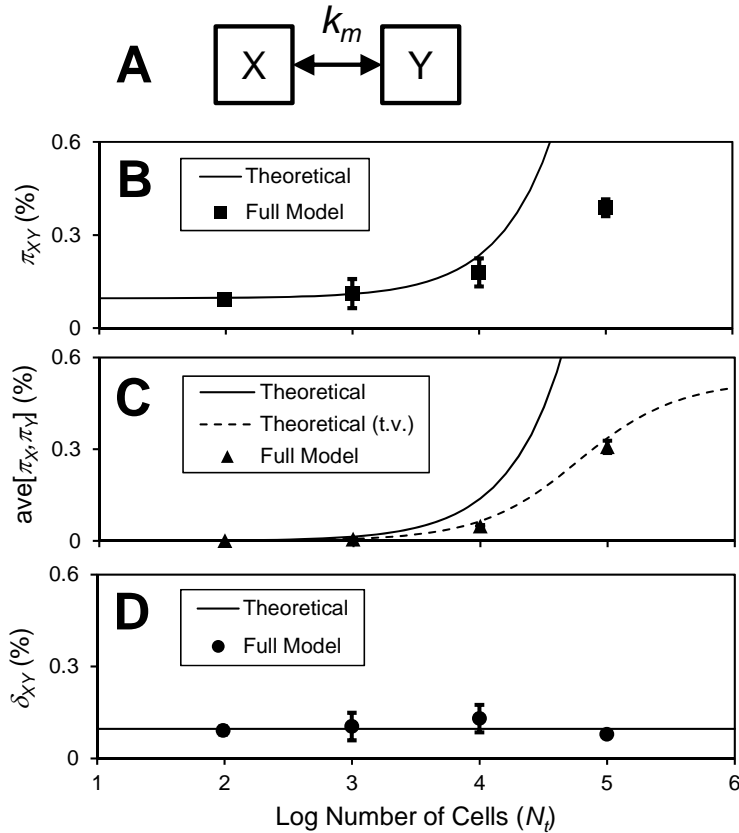 k_m
A
X
Y
B
0.6
0.3
0
π_XY (%)
Theoretical
Full Model
C
0.6
0.3
0
ave[π_X,π_Y] (%)
Theoretical
Theoretical (t.v.)
Full Model
D
0.6
0.3
0
δ_XY (%)
Theoretical
Full Model
1 2 3 4 5 6
Log Number of Cells (N_t)